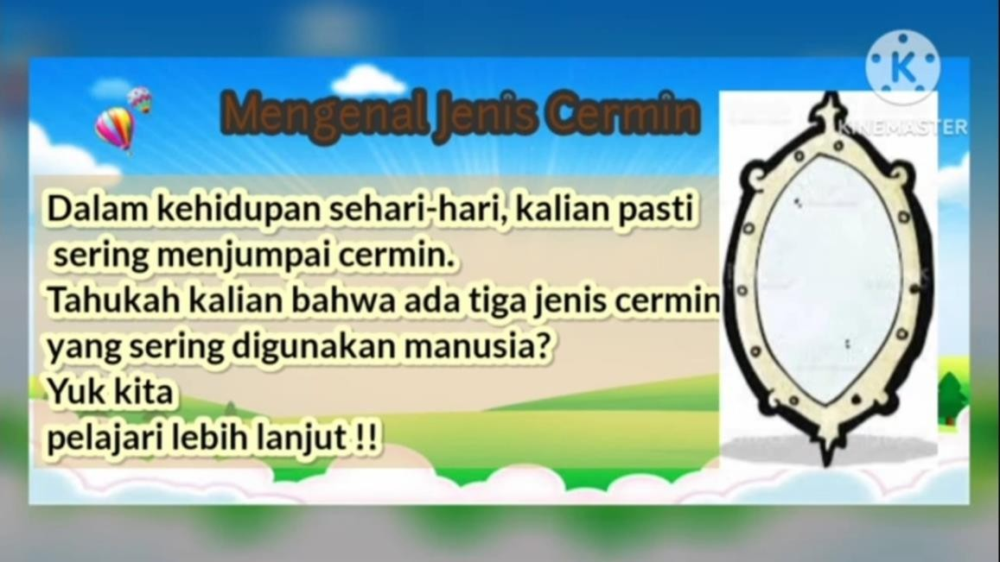 Mengenal Jenis Cermin
K
KINEMASTER
Dalam kehidupan sehari-hari, kalian pasti
sering menjumpai cermin.
Tahukah kalian bahwa ada tiga jenis cermin
yang sering digunakan manusia?
Yuk kita
pelajari lebih lanjut !!